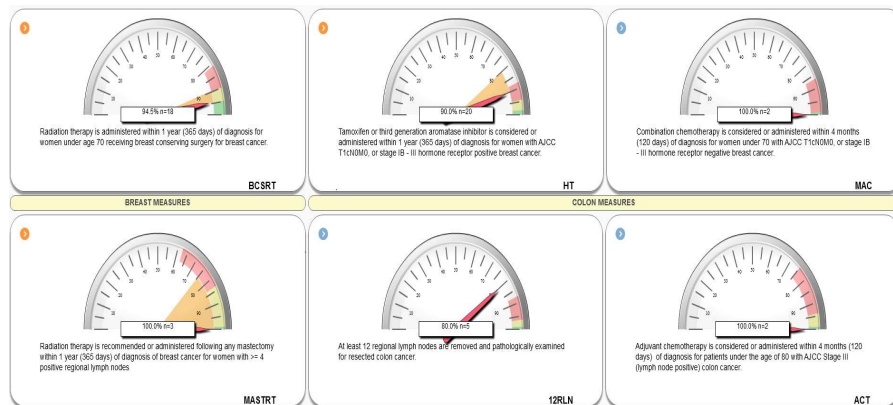 94.5% n=18
Radiation therapy is administered within 1 year (365 days) of diagnosis for
women under age 70 receiving breast conserving surgery for breast cancer.
BCSRT
90.0% n=20
Tamoxifen or third generation aromatase inhibitor is considered or
administered within 1 year (365 days) of diagnosis for women with AJCC
T1cN0M0, or stage IB - III hormone receptor positive breast cancer.
HT
100.0% n=2
Combination chemotherapy is considered or administered within 4 months
(120 days) of diagnosis for women under 70 with AJCC T1cN0M0, or stage IB
- III hormone receptor negative breast cancer.
MAC
BREAST MEASURES
COLON MEASURES
100.0% n=3
Radiation therapy is recommended or administered following any mastectomy
within 1 year (365 days) of diagnosis of breast cancer for women with >= 4
positive regional lymph nodes
MASTRT
80.0% n=5
At least 12 regional lymph nodes are removed and pathologically examined
for resected colon cancer.
12RLN
100.0% n=2
Adjuvant chemotherapy is considered or administered within 4 months (120
days) of diagnosis for patients under the age of 80 with AJCC Stage III
(lymph node positive) colon cancer.
ACT